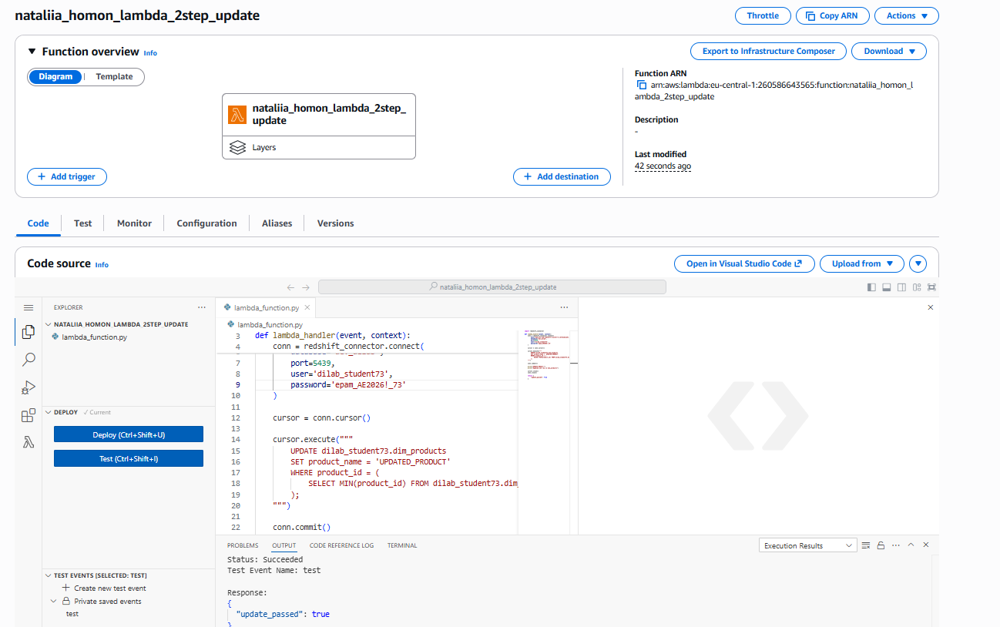 nataliia_homon_lambda_2step_update
Throttle
Copy ARN
Actions
Function overview Info
Export to Infrastructure Composer
Download
Diagram
Template
nataliia_homon_lambda_2step_
update
Layers
Add trigger
Add destination
Function ARN
arn:aws:lambda:eu-central-1:260586643565:function:nataliia_homon_l
ambda_2step_update
Description
-
Last modified
42 seconds ago
Code
Test
Monitor
Configuration
Aliases
Versions
Code source Info
Open in Visual Studio Code
Upload from
nataliia_homon_lambda_2step_update
EXPLORER
NATALIIA_HOMON_LAMBDA_2STEP_UPDATE
lambda_function.py
DEPLOY ✓ Current
Deploy (Ctrl+Shift+U)
Test (Ctrl+Shift+I)
TEST EVENTS [SELECTED: TEST]
Create new test event
Private saved events
test
lambda_function.py
lambda_function.py
3 def lambda_handler(event, context):
4 conn = redshift_connector.connect(
7 port=5439,
8 user='dilab_student73',
9 password='epam_AE2026!_73'
10 )
11
12 cursor = conn.cursor()
13
14 cursor.execute("""
15 UPDATE dilab_student73.dim_products
16 SET product_name = 'UPDATED_PRODUCT'
17 WHERE product_id = (
18 SELECT MIN(product_id) FROM dilab_student73.dim_
19 );
20 """)
21
22 conn.commit()
PROBLEMS
OUTPUT
CODE REFERENCE LOG
TERMINAL
Execution Results
Status: Succeeded
Test Event Name: test
Response:
{
"update_passed": true
}